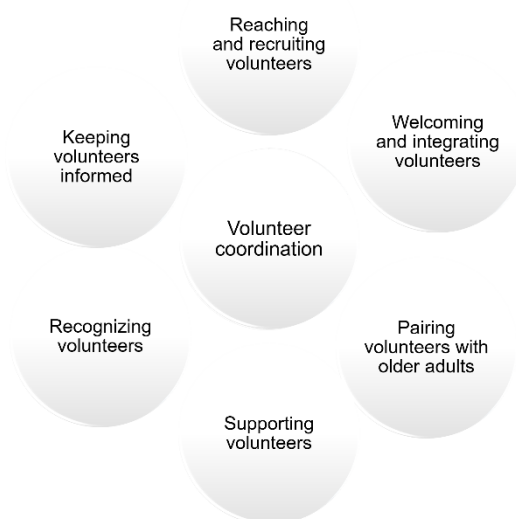 Reaching
and recruiting
volunteers
Welcoming
and integrating
volunteers
Keeping
volunteers
informed
Volunteer
coordination
Recognizing
volunteers
Pairing
volunteers with
older adults
Supporting
volunteers